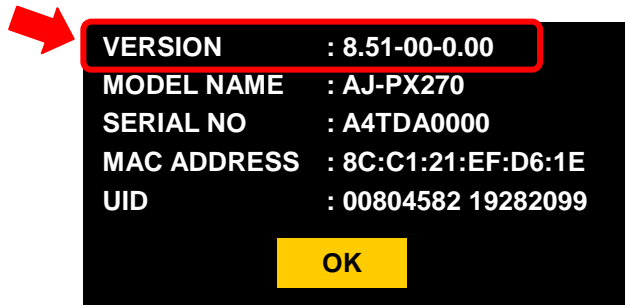 VERSION : 8.51-00-0.00
MODEL NAME : AJ-PX270
SERIAL NO : A4TDA0000
MAC ADDRESS : 8C:C1:21:EF:D6:1E
UID : 00804582 19282099
OK